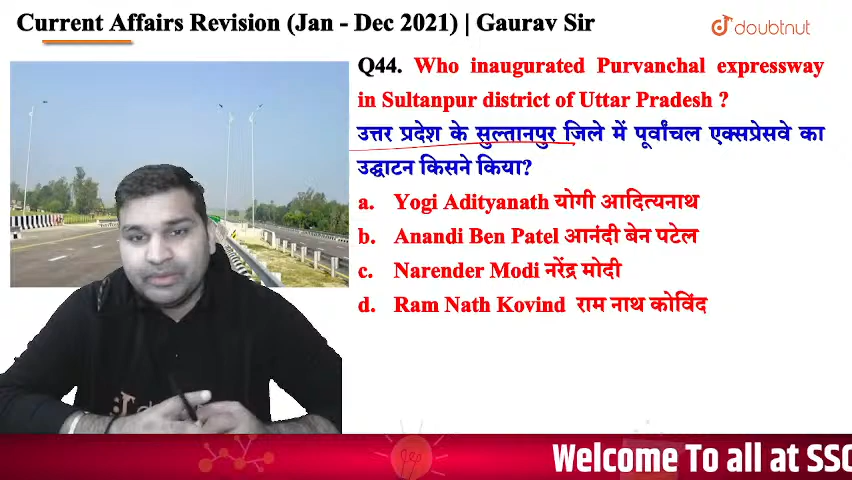 Current Affairs Revision (Jan - Dec 2021) | Gaurav Sir
doubtnut
Q44. Who inaugurated Purvanchal expressway
in Sultanpur district of Uttar Pradesh ?
उत्तर प्रदेश के सुल्तानपुर जिले में पूर्वांचल एक्सप्रेसवे का
उद्घाटन किसने किया?
a. Yogi Adityanath योगी आदित्यनाथ
b. Anandi Ben Patel आनंदी बेन पटेल
c. Narender Modi नरेंद्र मोदी
d. Ram Nath Kovind राम नाथ कोविंद
Welcome To all at SSC